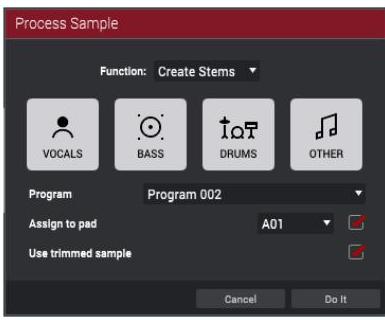 Process Sample
Function: Create Stems
VOCALS BASS DRUMS OTHER
Program Program 002
Assign to pad A01
Use trimmed sample
Cancel Do It